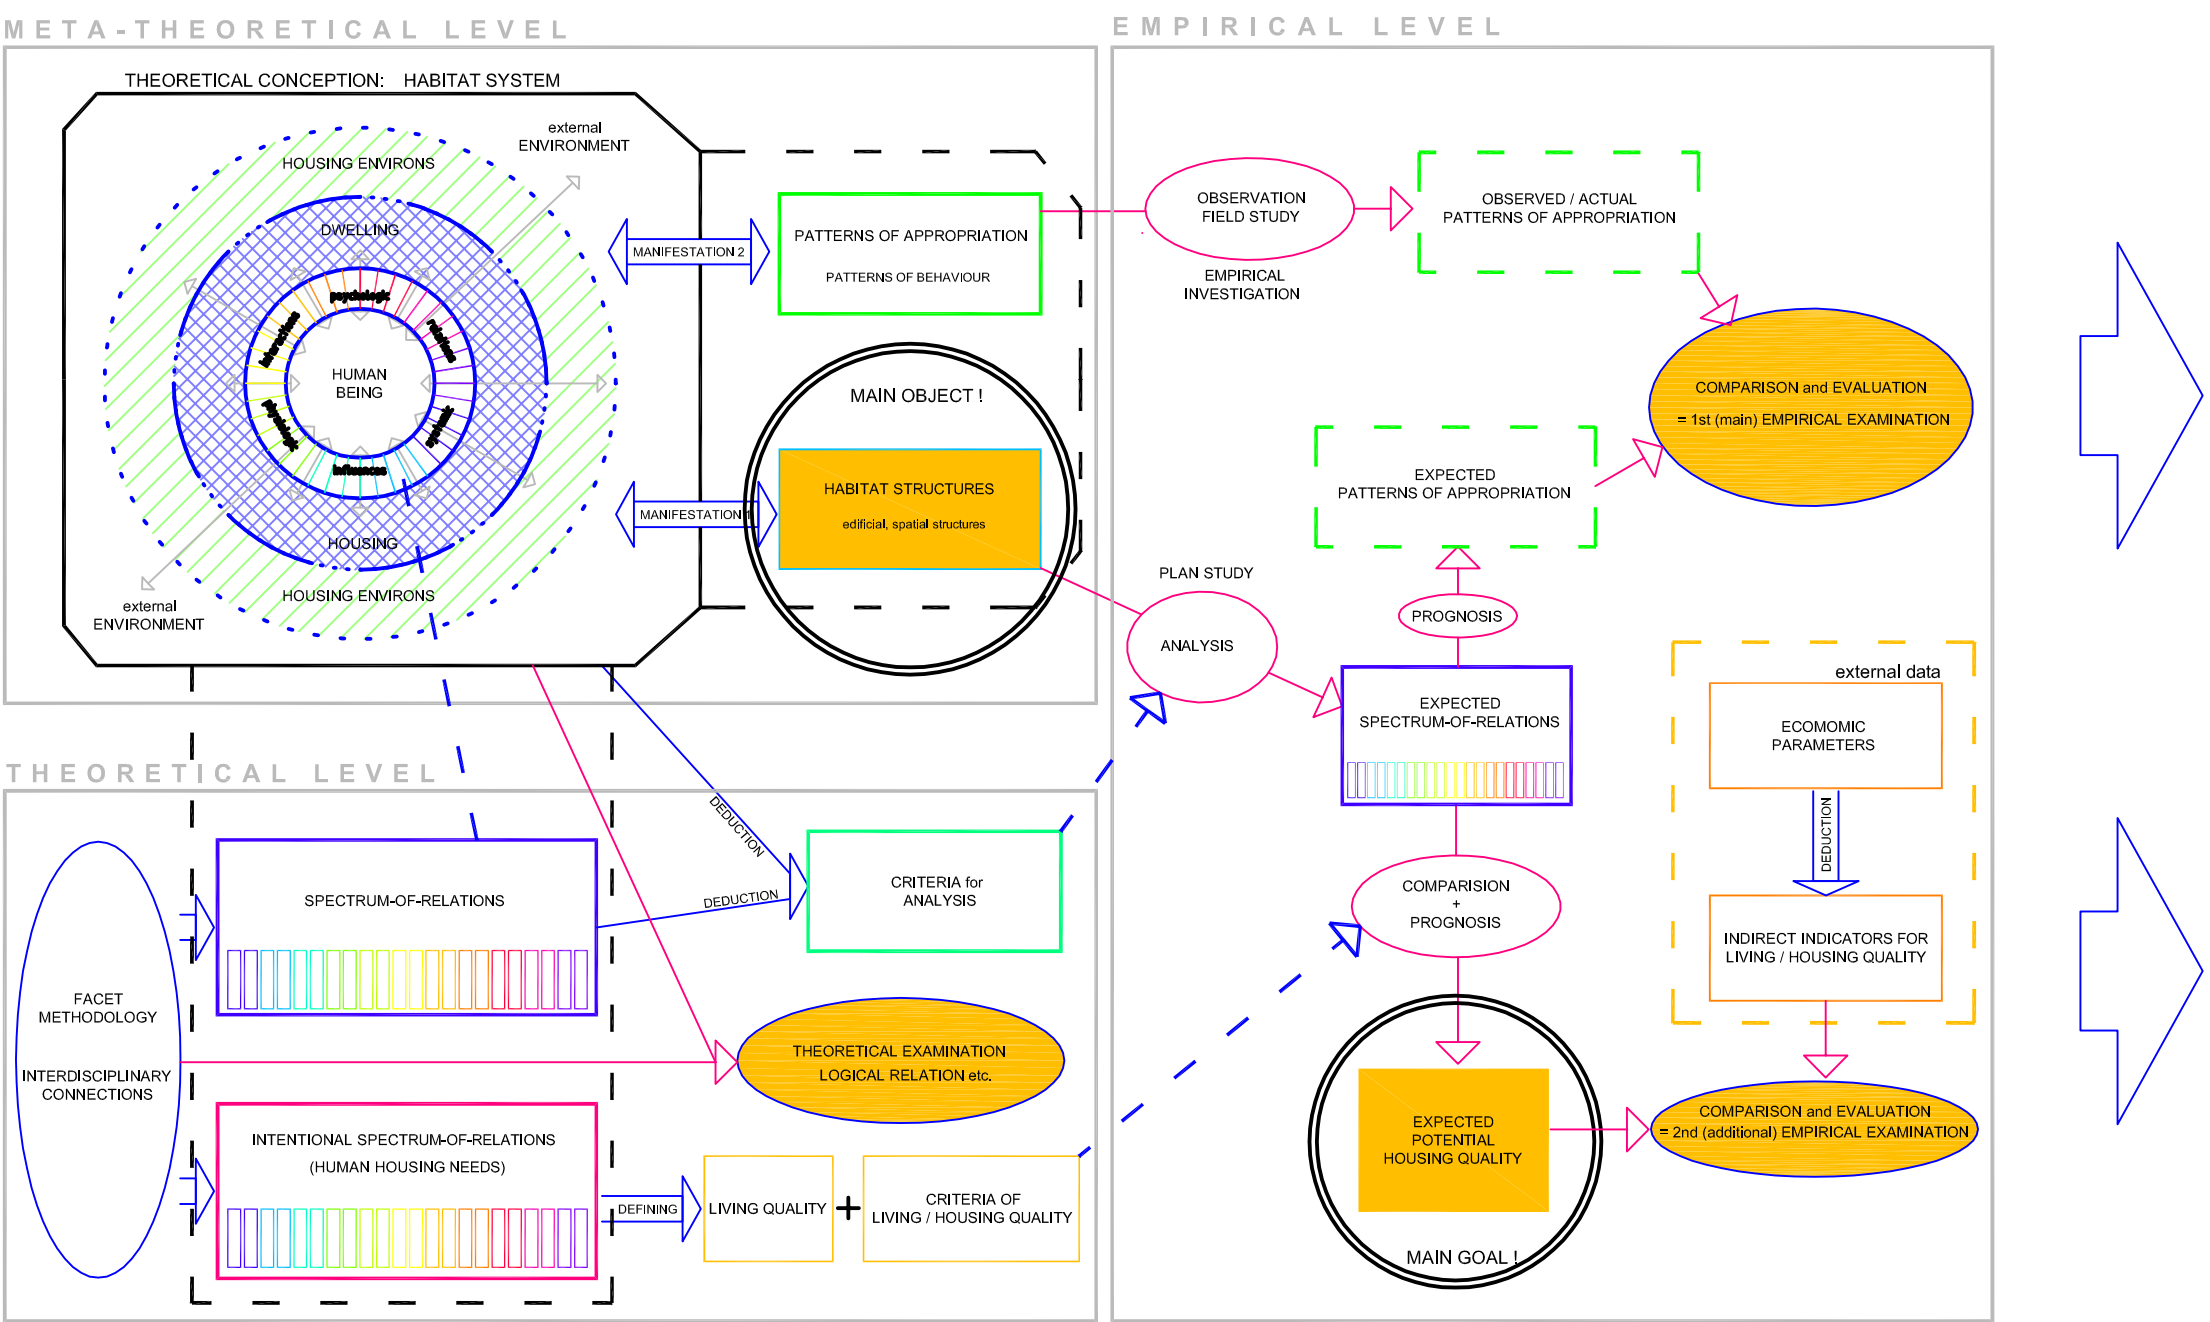 META-THEORETICAL LEVEL
THEORETICAL CONCEPTION: HABITAT SYSTEM
external
ENVIRONMENT
HOUSING ENVIRONS
DWELLING
psychologic
HUMAN
BEING
influences
HOUSING
HOUSING ENVIRONS
external
ENVIRONMENT
MANIFESTATION 2
PATTERNS OF APPROPRIATION
PATTERNS OF BEHAVIOUR
MAIN OBJECT !
MANIFESTATION 1
HABITAT STRUCTURES
edificial, spatial structures
THEORETICAL LEVEL
FACET
METHODOLOGY
INTERDISCIPLINARY
CONNECTIONS
SPECTRUM-OF-RELATIONS
DEDUCTION
DEDUCTION
CRITERIA for
ANALYSIS
THEORETICAL EXAMINATION
LOGICAL RELATION etc.
INTENTIONAL SPECTRUM-OF-RELATIONS
(HUMAN HOUSING NEEDS)
DEFINING
LIVING QUALITY
+
CRITERIA OF
LIVING / HOUSING QUALITY
EMPIRICAL LEVEL
OBSERVATION
FIELD STUDY
EMPIRICAL
INVESTIGATION
OBSERVED / ACTUAL
PATTERNS OF APPROPRIATION
COMPARISON and EVALUATION
= 1st (main) EMPIRICAL EXAMINATION
EXPECTED
PATTERNS OF APPROPRIATION
PLAN STUDY
ANALYSIS
PROGNOSIS
EXPECTED
SPECTRUM-OF-RELATIONS
external data
ECOMOMIC
PARAMETERS
DEDUCTION
INDIRECT INDICATORS FOR
LIVING / HOUSING QUALITY
COMPARISION
+
PROGNOSIS
EXPECTED
POTENTIAL
HOUSING QUALITY
MAIN GOAL !
COMPARISON and EVALUATION
= 2nd (additional) EMPIRICAL EXAMINATION